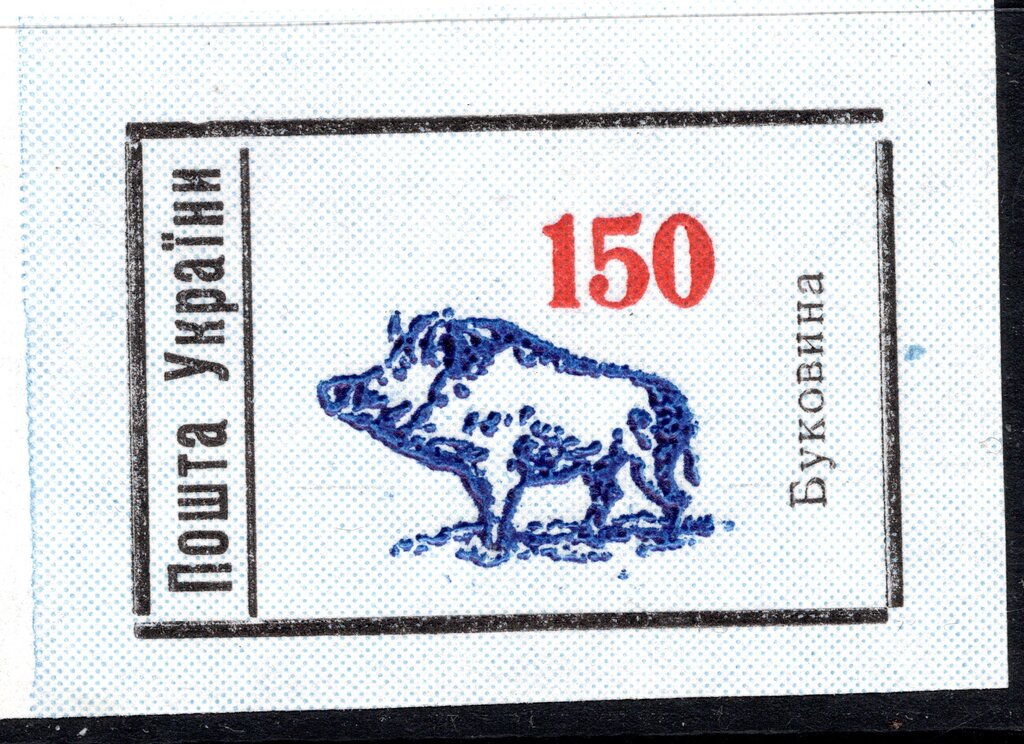 Пошта України
150
Буковина